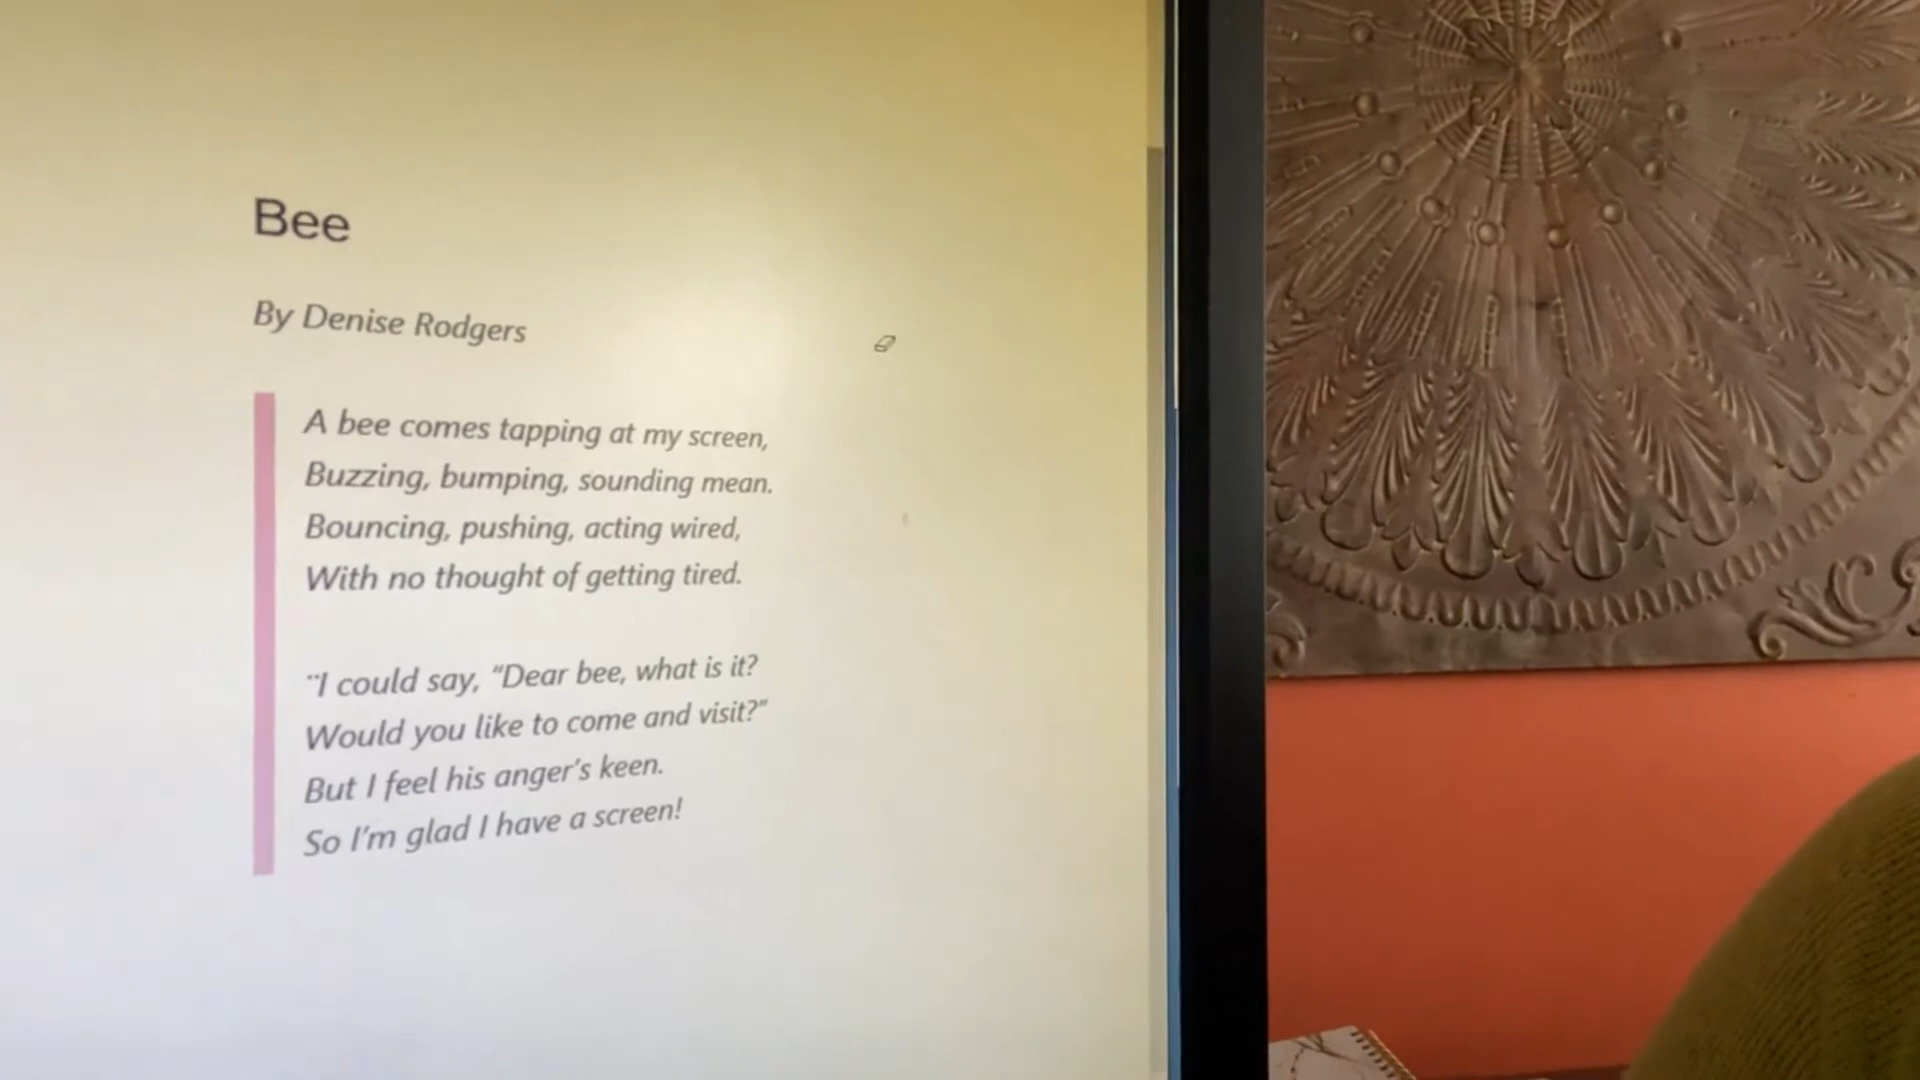 Bee
By Denise Rodgers
A bee comes tapping at my screen,
Buzzing, bumping, sounding mean.
Bouncing, pushing, acting wired,
With no thought of getting tired.
¨I could say, “Dear bee, what is it?
Would you like to come and visit?”
But I feel his anger’s keen.
So I’m glad I have a screen!